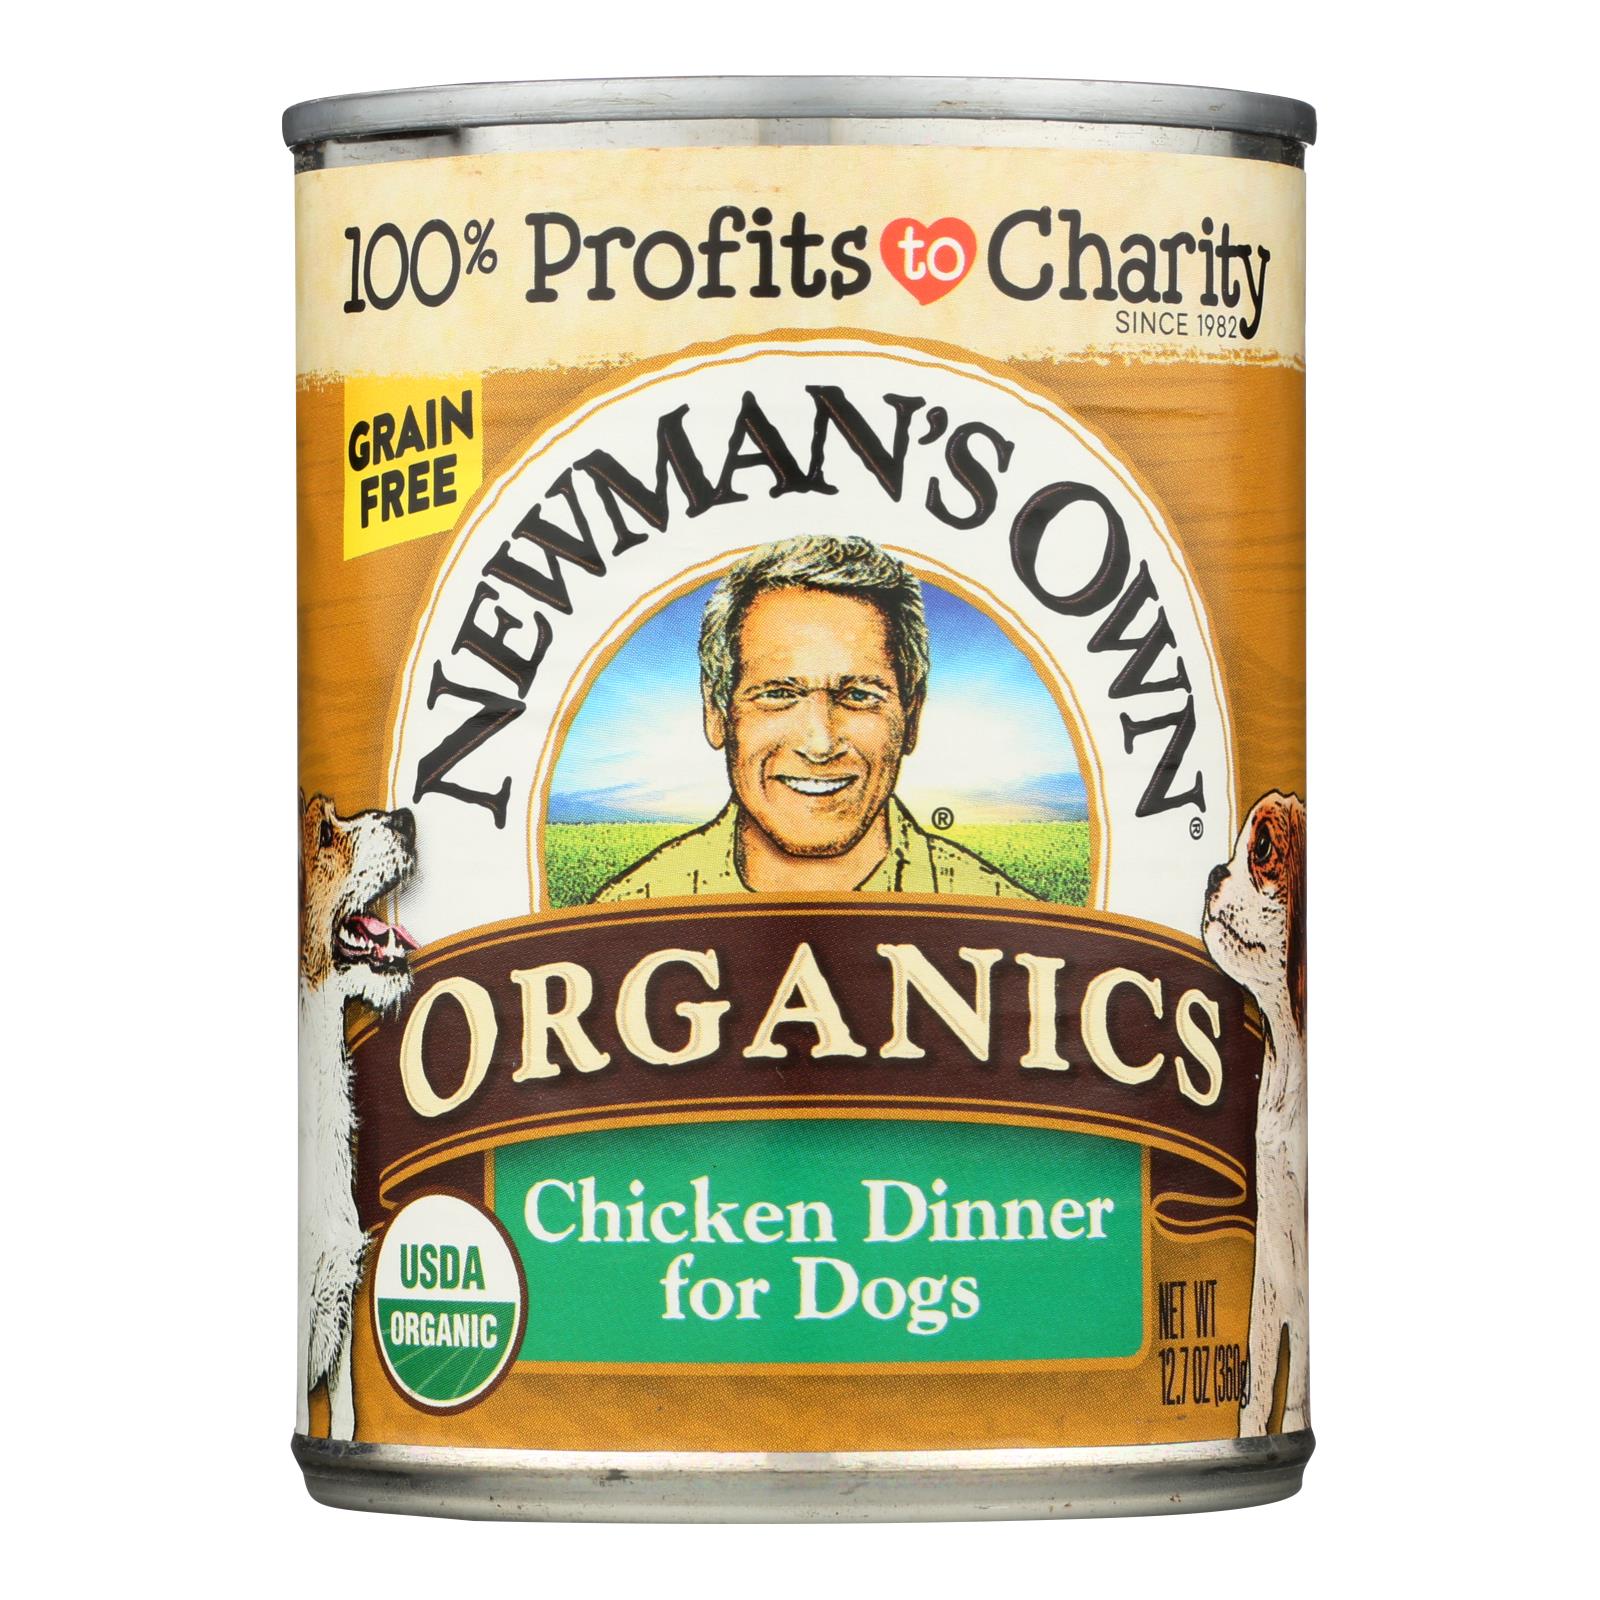 100% Profits to Charity
SINCE 1982
GRAIN
FREE
NEWMAN'S OWN®
®
ORGANICS
Chicken Dinner
for Dogs
USDA
ORGANIC
NET WT
12.7 OZ (360g)